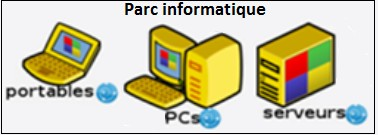 Parc informatique
portables
PCs
serveurs